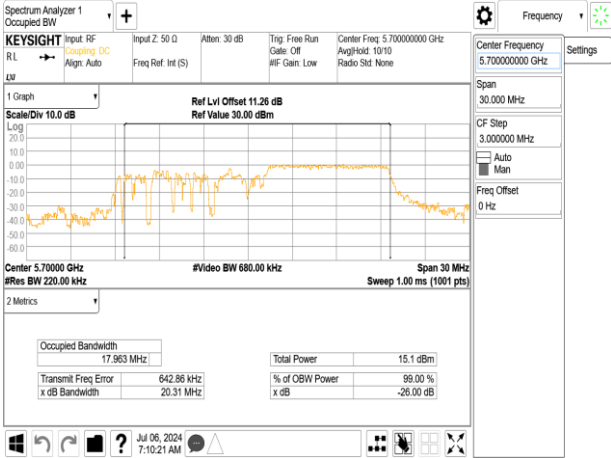 Spectrum Analyzer 1
Occupied BW
Frequency
KEYSIGHT
RL
Input: RF
Coupling: DC
Align: Auto
Input Z: 50 Ω
Freq Ref: Int (S)
Atten: 30 dB
Trig: Free Run
Gate: Off
#IF Gain: Low
Center Freq: 5.700000000 GHz
Avg|Hold: 10/10
Radio Std: None
Center Frequency
5.700000000 GHz
Settings
Span
30.000 MHz
CF Step
3.000000 MHz
Auto
Man
Freq Offset
0 Hz
1 Graph
Scale/Div 10.0 dB
Ref Lvl Offset 11.26 dB
Ref Value 30.00 dBm
Log
20.0
10.0
0.00
-10.0
-20.0
-30.0
-40.0
-50.0
-60.0
Center 5.70000 GHz
#Res BW 220.00 kHz
#Video BW 680.00 kHz
Span 30 MHz
Sweep 1.00 ms (1001 pts)
2 Metrics
Occupied Bandwidth
17.963 MHz
Transmit Freq Error 642.86 kHz
x dB Bandwidth 20.31 MHz
Total Power 15.1 dBm
% of OBW Power 99.00 %
x dB -26.00 dB
Jul 06, 2024
7:10:21 AM